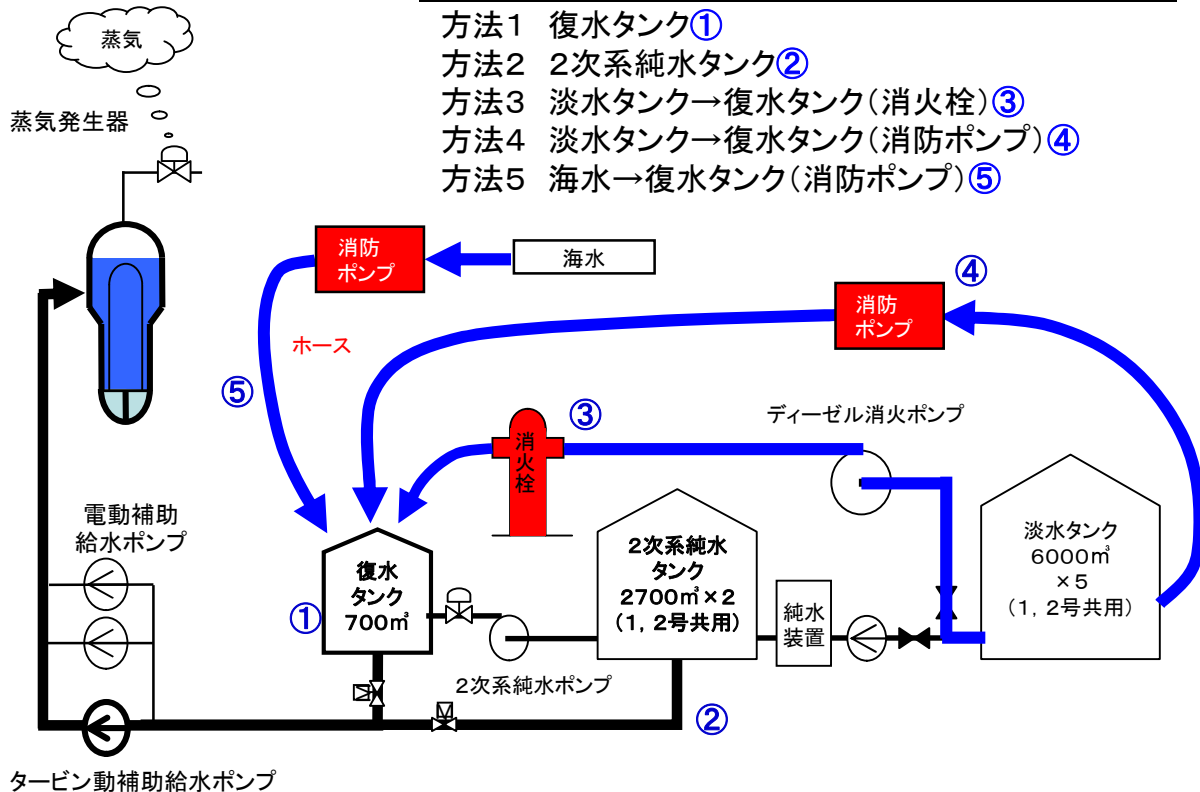 方法1 復水タンク①
方法2 2次系純水タンク②
方法3 淡水タンク→復水タンク(消火栓)③
方法4 淡水タンク→復水タンク(消防ポンプ)④
方法5 海水→復水タンク(消防ポンプ)⑤
蒸気
蒸気発生器
消防
ポンプ
海水
④
消防
ポンプ
ホース
⑤
③
ディーゼル消火ポンプ
消火栓
電動補助
給水ポンプ
①
復水
タンク
700㎥
2次系純水
タンク
2700㎥×2
(1,2号共用)
純水
装置
淡水タンク
6000㎥
×5
(1,2号共用)
2次系純水ポンプ
②
タービン動補助給水ポンプ